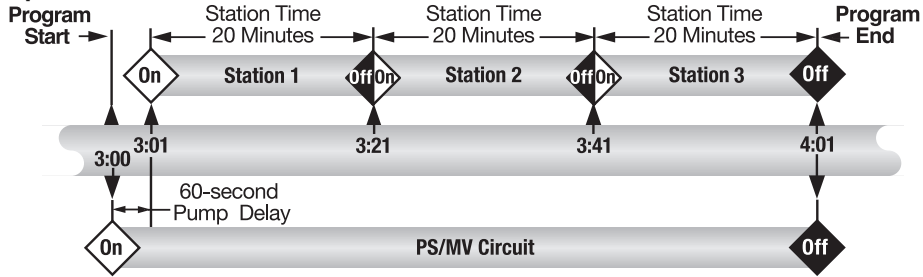 Program Start
Station Time
20 Minutes
Station Time
20 Minutes
Station Time
20 Minutes
Program End
On
Station 1
Off On
Station 2
Off On
Station 3
Off
3:00
3:01
3:21
3:41
4:01
60-second
Pump Delay
On
PS/MV Circuit
Off